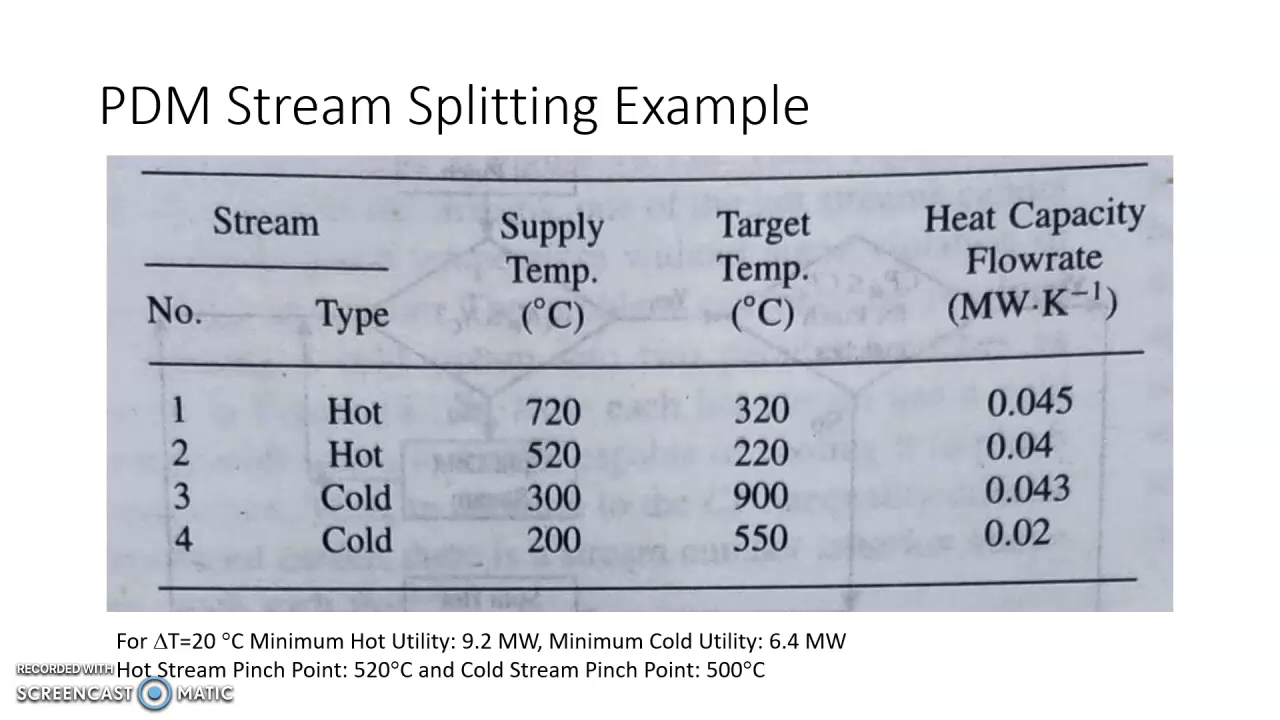 PDM Stream Splitting Example
Stream Supply Target Heat Capacity
Temp. Temp. Flowrate
No. Type (°C) (°C) (MW·K⁻¹)
1 Hot 720 320 0.045
2 Hot 520 220 0.04
3 Cold 300 900 0.043
4 Cold 200 550 0.02
For ΔT=20 °C Minimum Hot Utility: 9.2 MW, Minimum Cold Utility: 6.4 MW
Hot Stream Pinch Point: 520°C and Cold Stream Pinch Point: 500°C
RECORDED WITH
SCREENCAST MATIC